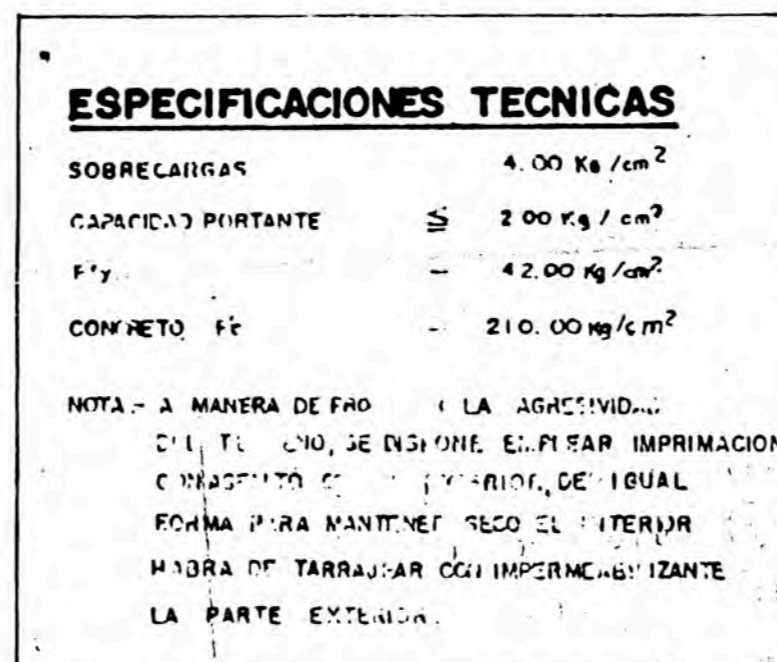 ESPECIFICACIONES TECNICAS
SOBRECARGAS 4.00 Kg/cm²
CAPACIDAD PORTANTE ≦ 2 00 Kg / cm²
F'y - 42.00 Kg/cm²
CONCRETO F'c - 210.00 kg/cm²
NOTA.- A MANERA DE LA AGRESIVIDAD
SE DISPONE EMPLEAR IMPRIMACION
DE IGUAL
FORMA PARA MANTENER SECO EL INTERIOR
HABRA DE TARRAJEAR CON IMPERMEABILIZANTE
LA PARTE EXTERIOR.